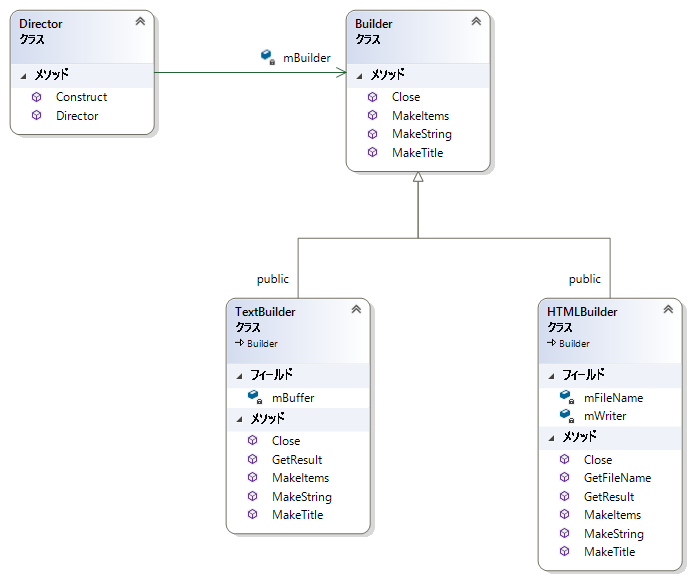 Director
クラス
メソッド
Construct
Director
mBuilder
Builder
クラス
メソッド
Close
MakeItems
MakeString
MakeTitle
public
TextBuilder
クラス
Builder
フィールド
mBuffer
メソッド
Close
GetResult
MakeItems
MakeString
MakeTitle
public
HTMLBuilder
クラス
Builder
フィールド
mFileName
mWriter
メソッド
Close
GetFileName
GetResult
MakeItems
MakeString
MakeTitle